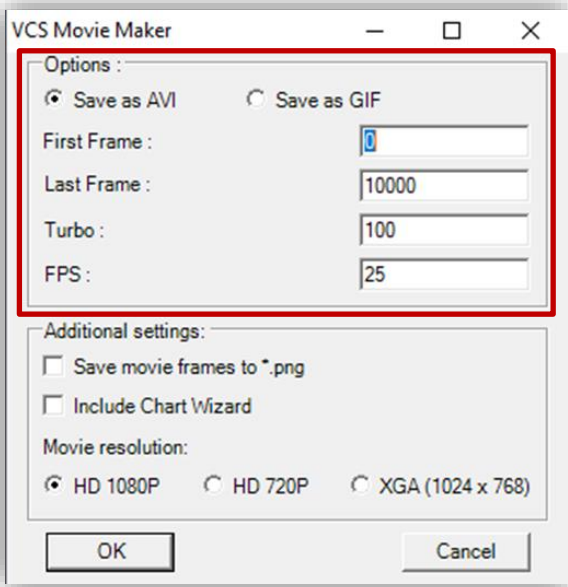 VCS Movie Maker
Options :
Save as AVI Save as GIF
First Frame : 0
Last Frame : 10000
Turbo : 100
FPS : 25
Additional settings:
Save movie frames to *.png
Include Chart Wizard
Movie resolution:
HD 1080P HD 720P XGA (1024 x 768)
OK Cancel